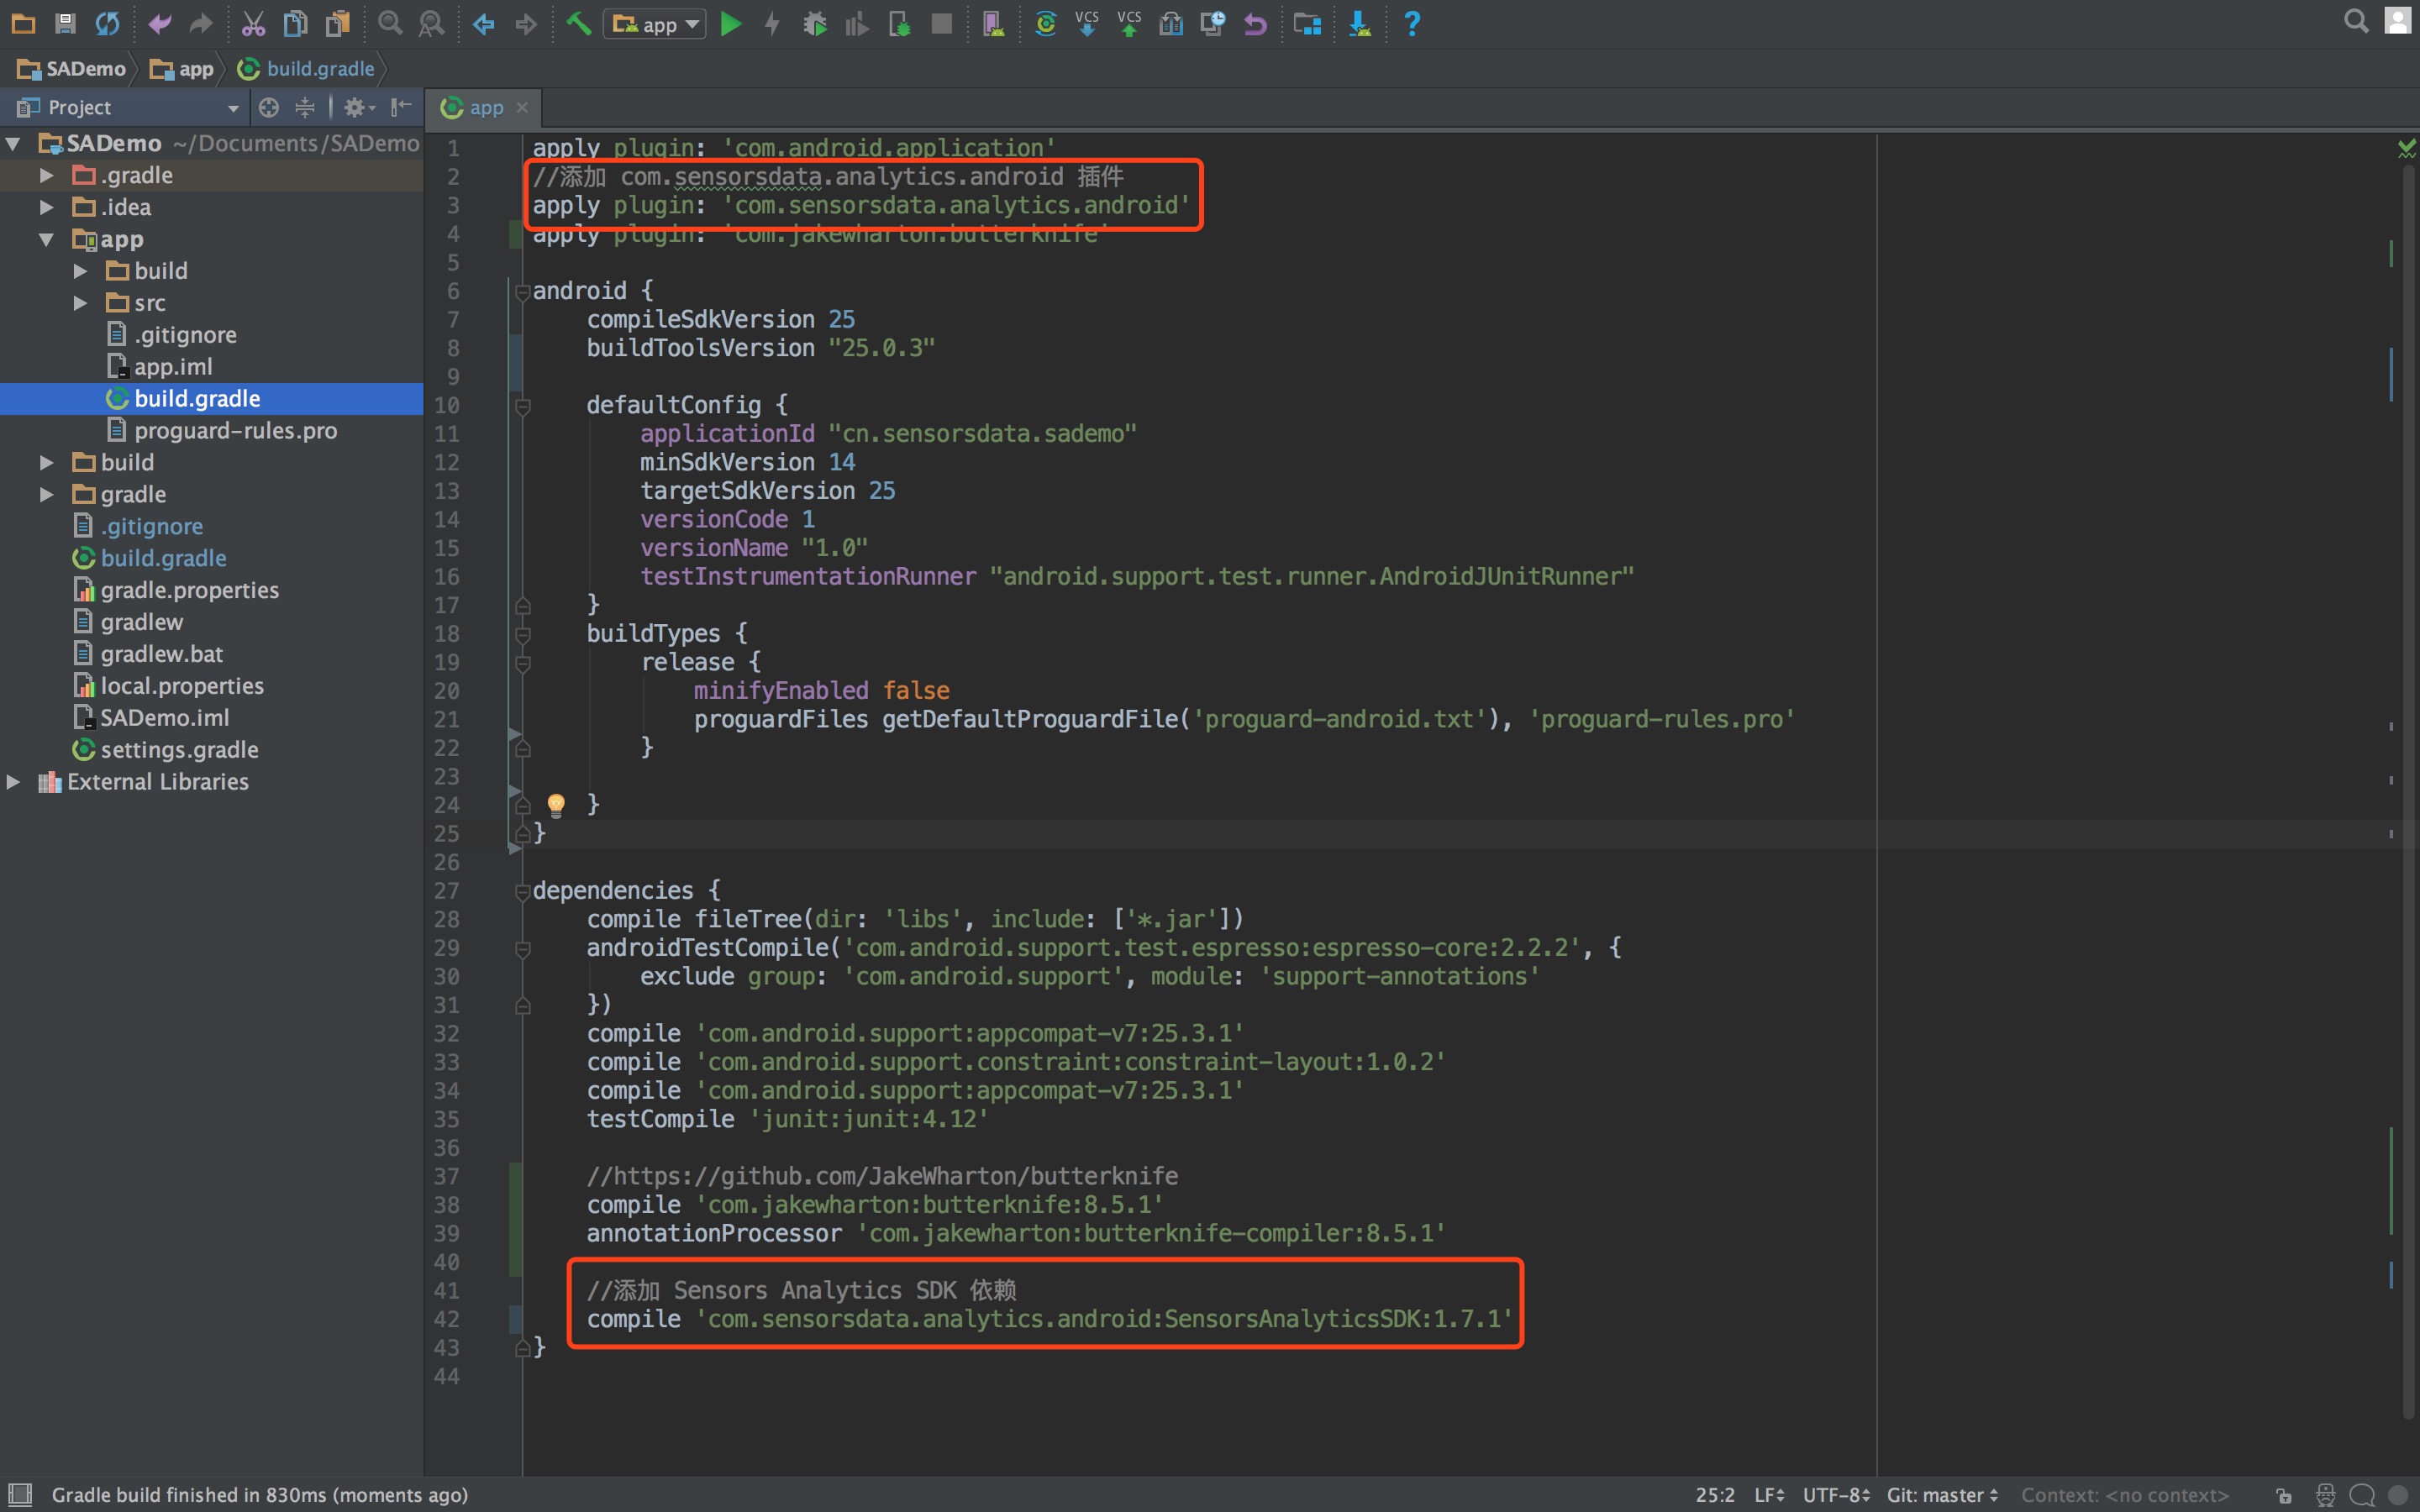 app
VCS
VCS
SADemo
app
build.gradle
Project
app
SADemo ~/Documents/SADemo
.gradle
.idea
app
build
src
.gitignore
app.iml
build.gradle
proguard-rules.pro
build
gradle
.gitignore
build.gradle
gradle.properties
gradlew
gradlew.bat
local.properties
SADemo.iml
settings.gradle
External Libraries
1 apply plugin: 'com.android.application'
2 //添加 com.sensorsdata.analytics.android 插件
3 apply plugin: 'com.sensorsdata.analytics.android'
4 apply plugin: 'com.jakewharton.butterknife'
5
6 android {
7 compileSdkVersion 25
8 buildToolsVersion "25.0.3"
9
10 defaultConfig {
11 applicationId "cn.sensorsdata.sademo"
12 minSdkVersion 14
13 targetSdkVersion 25
14 versionCode 1
15 versionName "1.0"
16 testInstrumentationRunner "android.support.test.runner.AndroidJUnitRunner"
17 }
18 buildTypes {
19 release {
20 minifyEnabled false
21 proguardFiles getDefaultProguardFile('proguard-android.txt'), 'proguard-rules.pro'
22 }
23
24 }
25 }
26
27 dependencies {
28 compile fileTree(dir: 'libs', include: ['*.jar'])
29 androidTestCompile('com.android.support.test.espresso:espresso-core:2.2.2', {
30 exclude group: 'com.android.support', module: 'support-annotations'
31 })
32 compile 'com.android.support:appcompat-v7:25.3.1'
33 compile 'com.android.support.constraint:constraint-layout:1.0.2'
34 compile 'com.android.support:appcompat-v7:25.3.1'
35 testCompile 'junit:junit:4.12'
36
37 //https://github.com/JakeWharton/butterknife
38 compile 'com.jakewharton:butterknife:8.5.1'
39 annotationProcessor 'com.jakewharton:butterknife-compiler:8.5.1'
40
41 //添加 Sensors Analytics SDK 依赖
42 compile 'com.sensorsdata.analytics.android:SensorsAnalyticsSDK:1.7.1'
43 }
44
Gradle build finished in 830ms (moments ago)
25:2 LF UTF-8 Git: master Context: <no context>